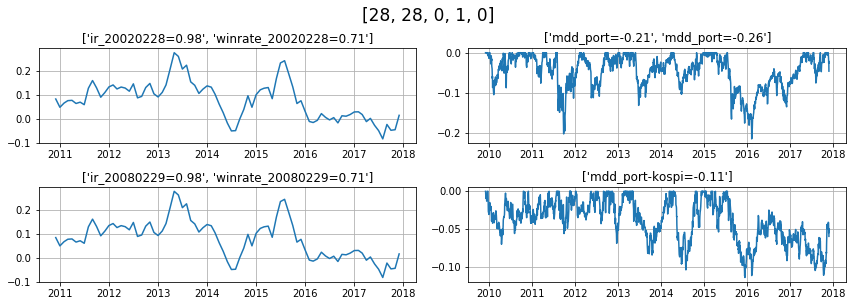 [28, 28, 0, 1, 0]
['ir_20020228=0.98', 'winrate_20020228=0.71']
0.2
0.1
0.0
−0.1
2011 2012 2013 2014 2015 2016 2017 2018
['mdd_port=-0.21', 'mdd_port=-0.26']
0.0
−0.1
−0.2
2010 2011 2012 2013 2014 2015 2016 2017 2018
['ir_20080229=0.98', 'winrate_20080229=0.71']
0.2
0.1
0.0
−0.1
2011 2012 2013 2014 2015 2016 2017 2018
['mdd_port-kospi=-0.11']
0.00
−0.05
−0.10
2010 2011 2012 2013 2014 2015 2016 2017 2018